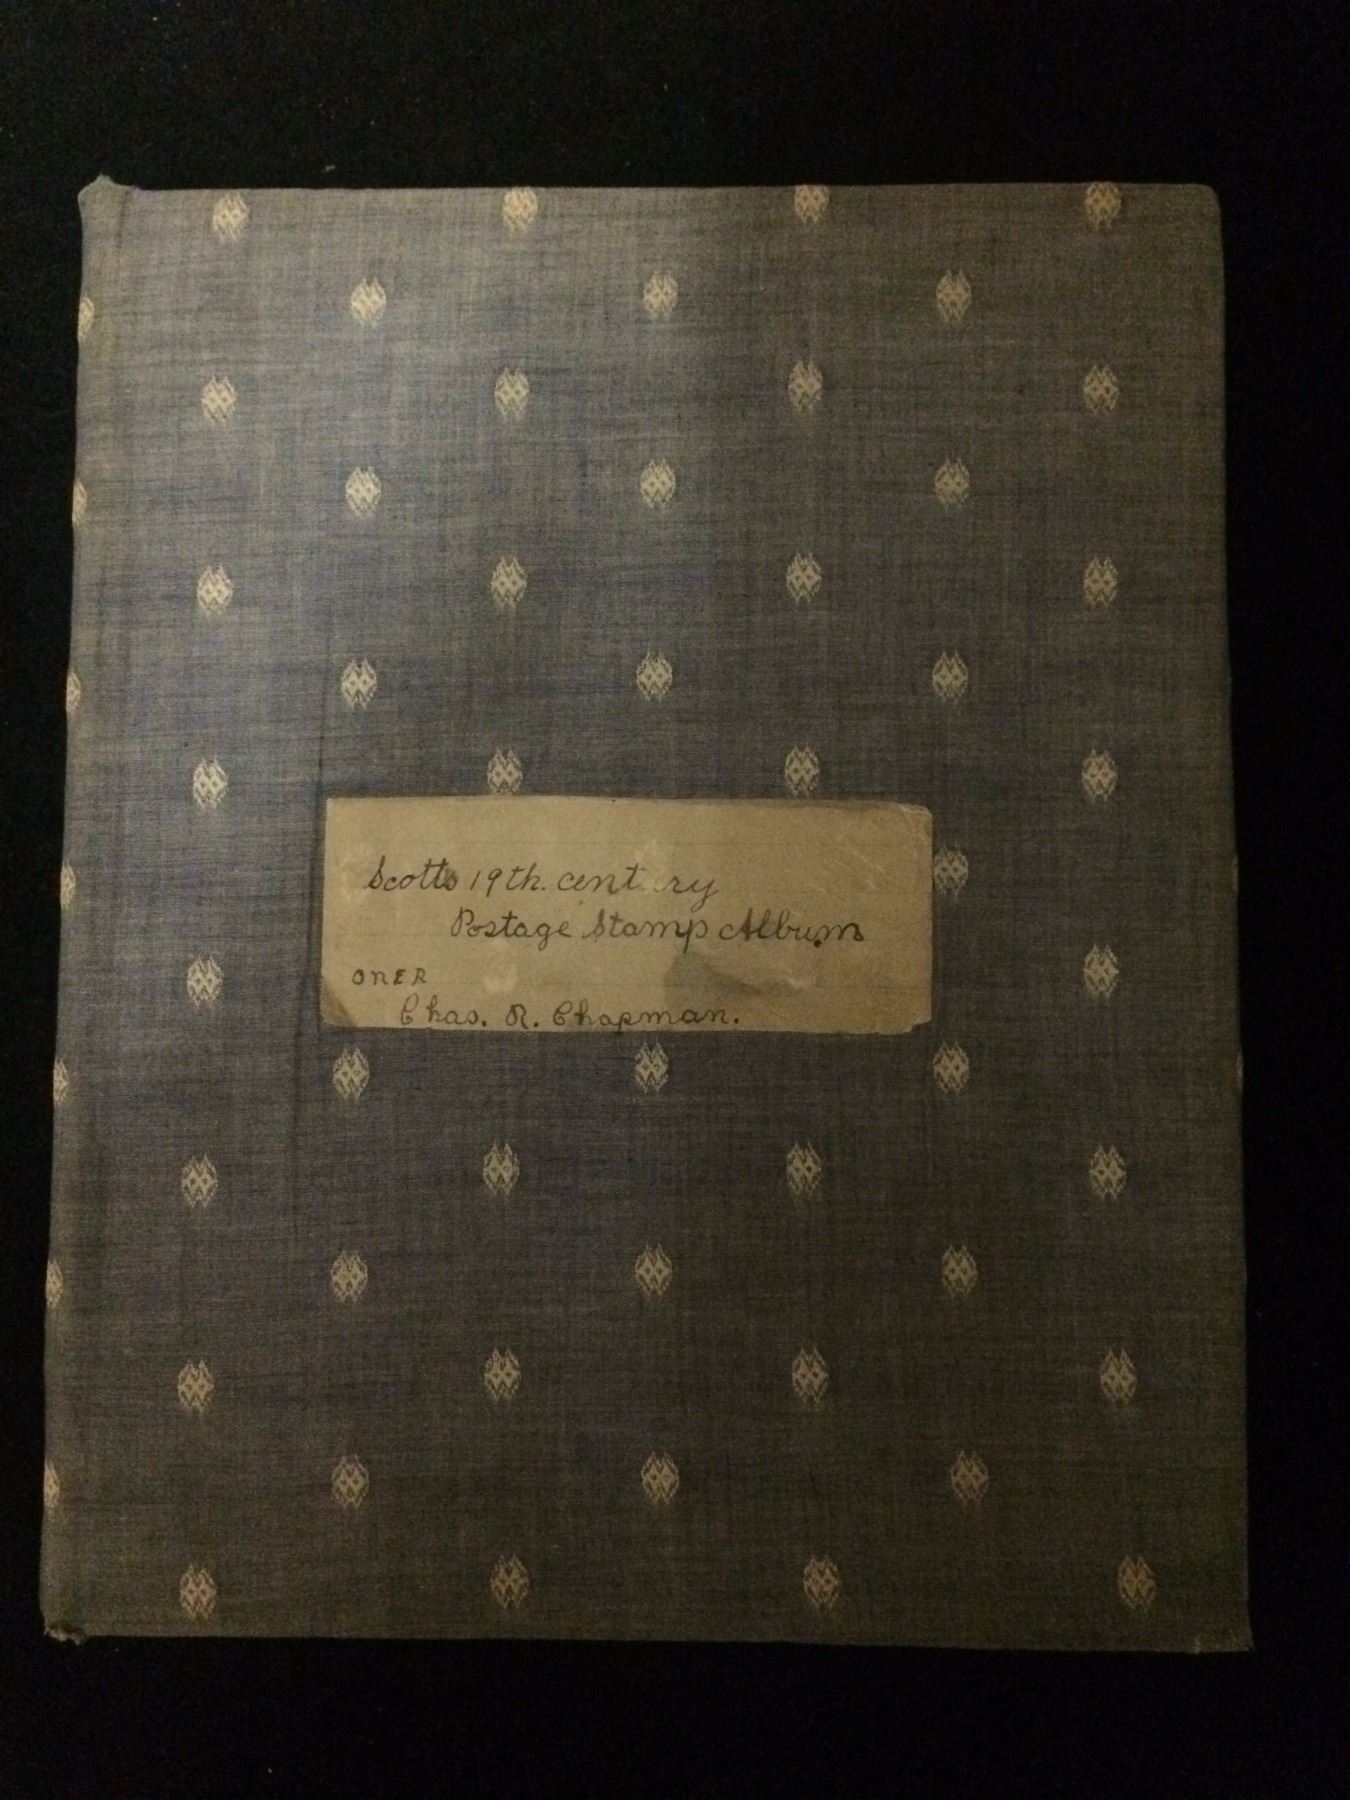 Scotts 19th. century
Postage Stamp Album
ONER
Chas. R. Chapman.